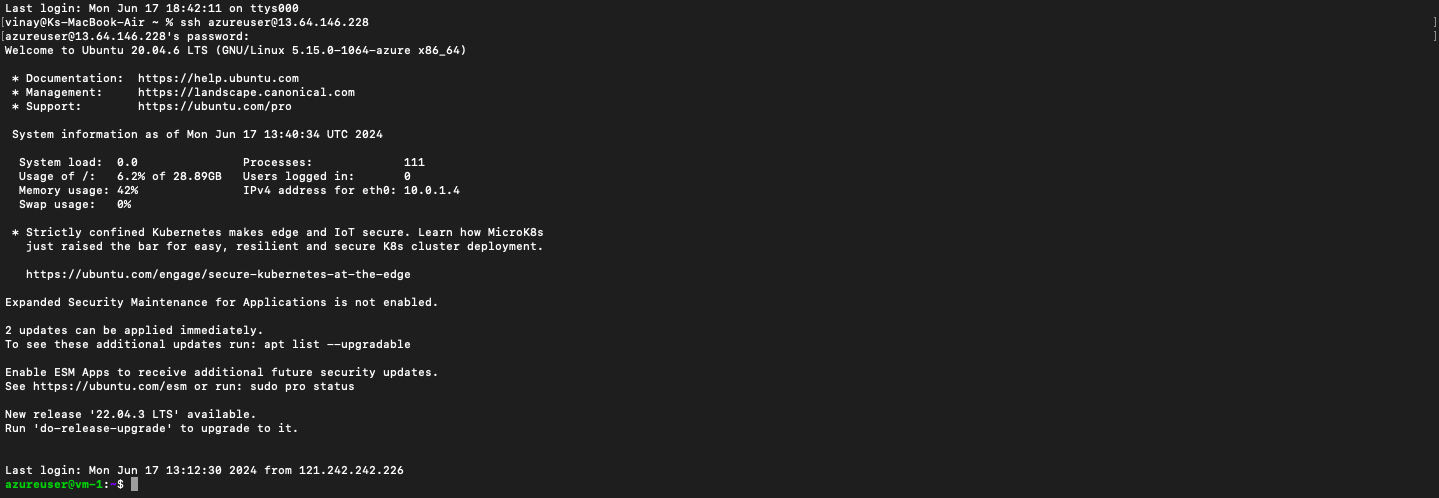 Last login: Mon Jun 17 18:42:11 on ttys000
[vinay@Ks-MacBook-Air ~ % ssh azureuser@13.64.146.228 ]
[azureuser@13.64.146.228's password: ]
Welcome to Ubuntu 20.04.6 LTS (GNU/Linux 5.15.0-1064-azure x86_64)

 * Documentation:  https://help.ubuntu.com
 * Management:     https://landscape.canonical.com
 * Support:        https://ubuntu.com/pro

 System information as of Mon Jun 17 13:40:34 UTC 2024

  System load:  0.0               Processes:             111
  Usage of /:   6.2% of 28.89GB   Users logged in:       0
  Memory usage: 42%               IPv4 address for eth0: 10.0.1.4
  Swap usage:   0%

 * Strictly confined Kubernetes makes edge and IoT secure. Learn how MicroK8s
   just raised the bar for easy, resilient and secure K8s cluster deployment.

   https://ubuntu.com/engage/secure-kubernetes-at-the-edge

Expanded Security Maintenance for Applications is not enabled.

2 updates can be applied immediately.
To see these additional updates run: apt list --upgradable

Enable ESM Apps to receive additional future security updates.
See https://ubuntu.com/esm or run: sudo pro status

New release '22.04.3 LTS' available.
Run 'do-release-upgrade' to upgrade to it.


Last login: Mon Jun 17 13:12:30 2024 from 121.242.242.226
azureuser@vm-1:~$